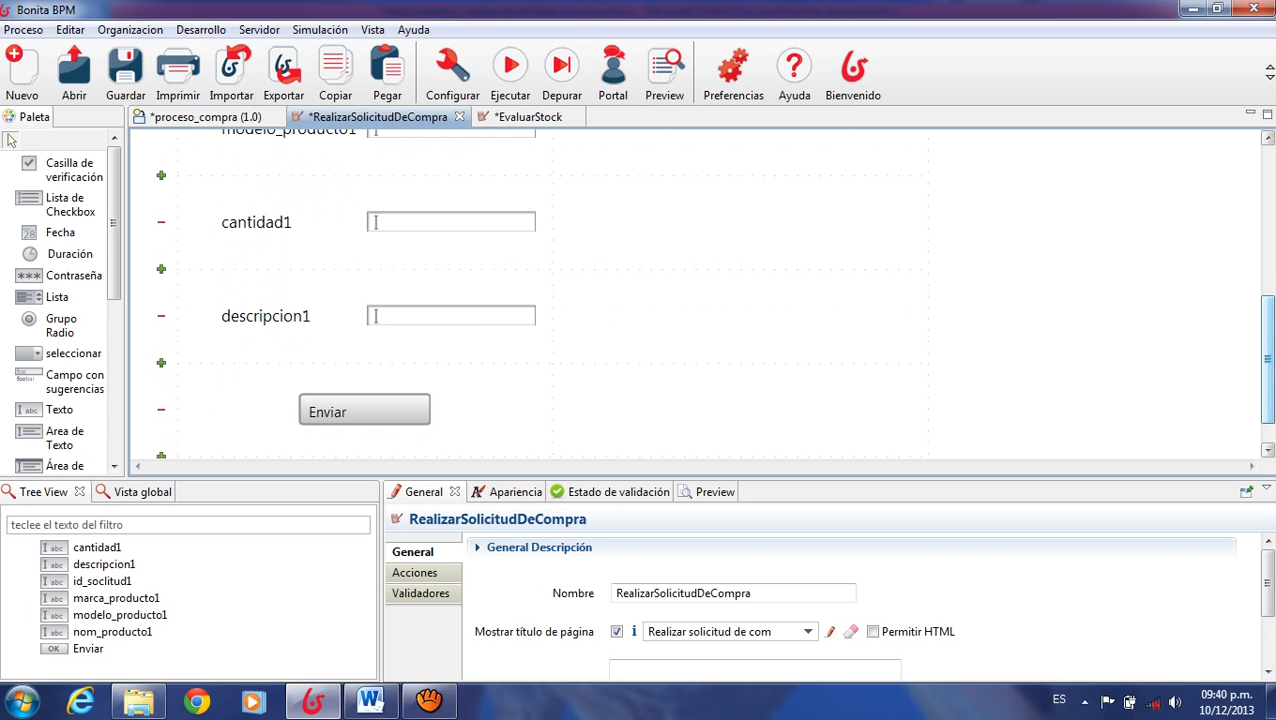 Bonita BPM
Proceso Editar Organizacion Desarrollo Servidor Simulación Vista Ayuda
Nuevo Abrir Guardar Imprimir Importar Exportar Copiar Pegar Configurar Ejecutar Depurar Portal Preview Preferencias Ayuda Bienvenido
Paleta
*proceso_compra (1.0) *RealizarSolicitudDeCompra *EvaluarStock
Casilla de
verificación
Lista de
Checkbox
Fecha
Duración
Contraseña
Lista
Grupo
Radio
seleccionar
Campo con
sugerencias
Texto
Area de
Texto
Área de
modelo_producto1
cantidad1
descripcion1
Enviar
Tree View Vista global
teclee el texto del filtro
cantidad1
descripcion1
id_soclitud1
marca_producto1
modelo_producto1
nom_producto1
OK Enviar
General Apariencia Estado de validación Preview
RealizarSolicitudDeCompra
General
Acciones
Validadores
General Descripción
Nombre RealizarSolicitudDeCompra
Mostrar título de página Realizar solicitud de com Permitir HTML
ES
09:40 p.m.
10/12/2013